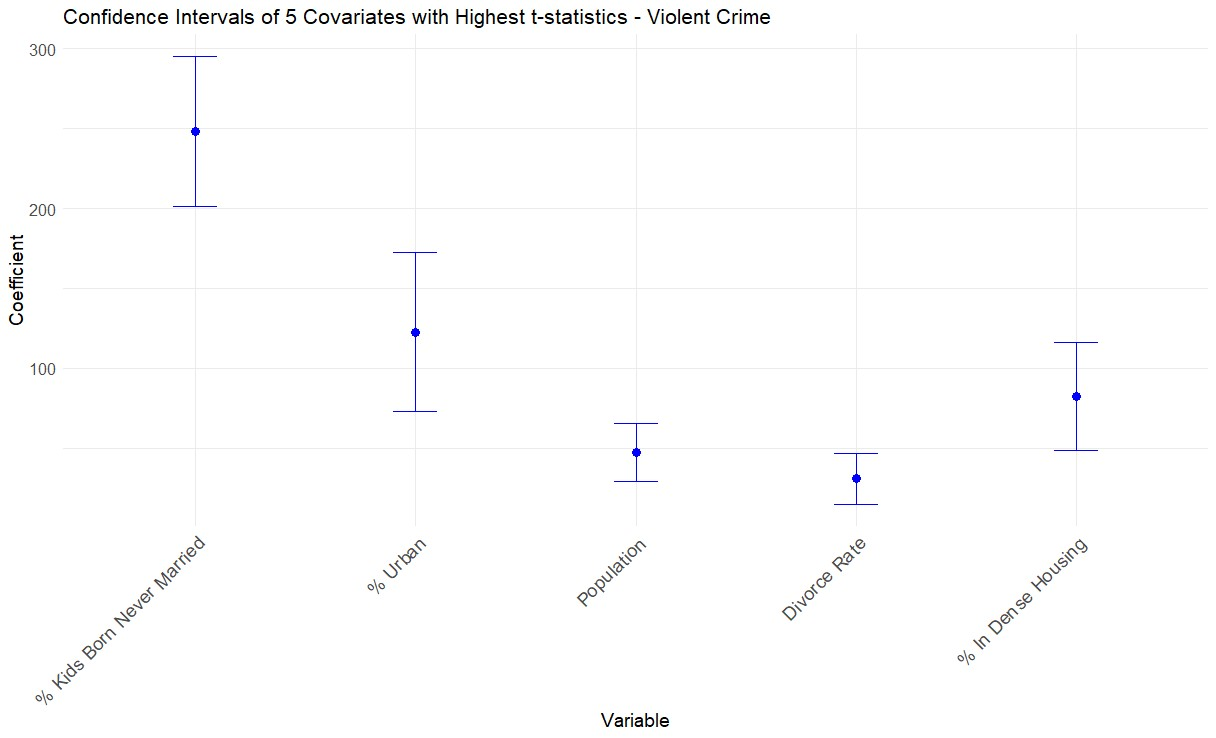 Confidence Intervals of 5 Covariates with Highest t-statistics - Violent Crime
300
200
100
Coefficient
% Kids Born Never Married
% Urban
Population
Divorce Rate
% In Dense Housing
Variable